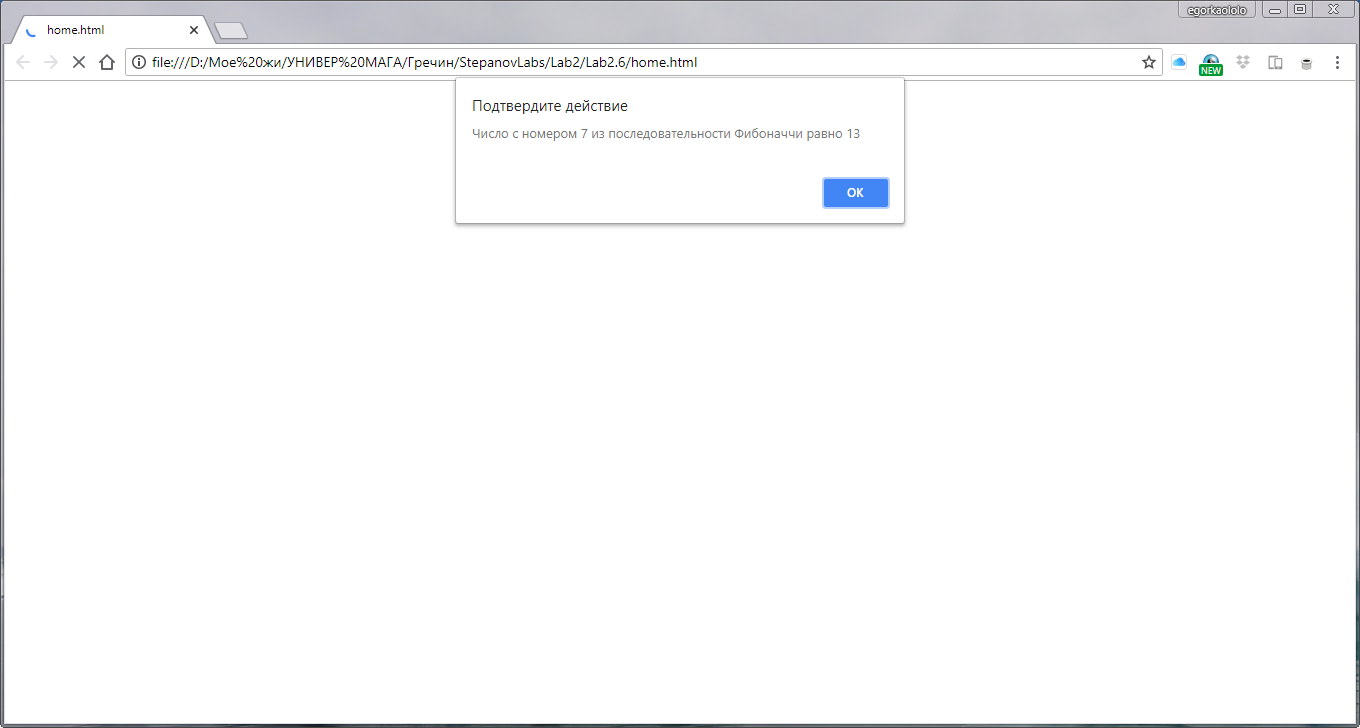 egorkaololo
home.html
file:///D:/Мое%20жи/УНИВЕР%20МАГА/Гречин/StepanovLabs/Lab2/Lab2.6/home.html
NEW
Подтвердите действие
Число с номером 7 из последовательности Фибоначчи равно 13
ОК